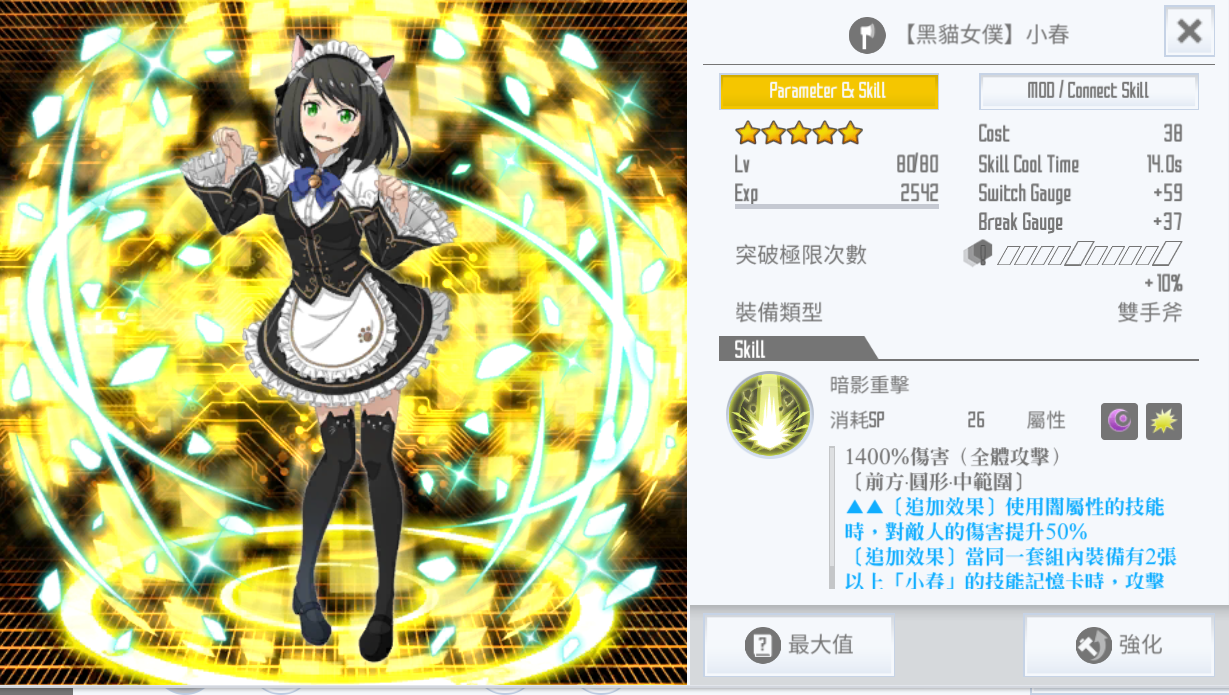 【黑貓女僕】小春
Parameter & Skill
MOD / Connect Skill
Cost 38
Lv 80/80
Skill Cool Time 14.0s
Exp 2542
Switch Gauge +59
Break Gauge +37
突破極限次數
+10%
裝備類型 雙手斧
Skill
暗影重擊
消耗SP 26 屬性
1400%傷害（全體攻擊）
〔前方·圓形·中範圍〕
▲▲〔追加效果〕使用闇屬性的技能
時，對敵人的傷害提升50%
〔追加效果〕當同一套組內裝備有2張
以上「小春」的技能記憶卡時，攻擊
? 最大值
強化